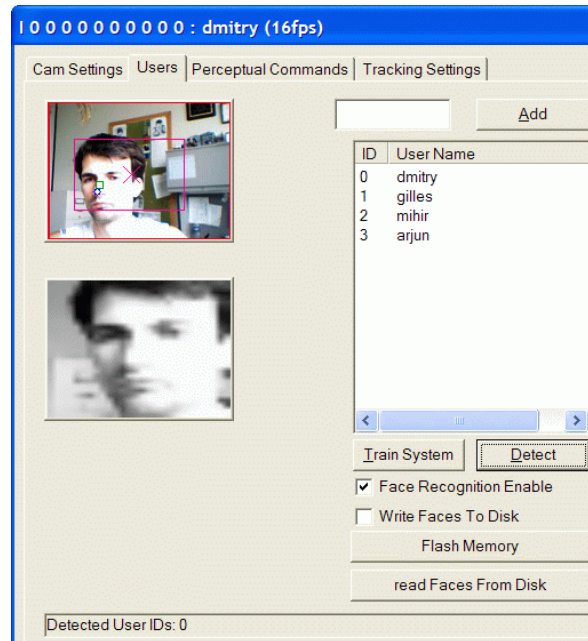 1 0 0 0 0 0 0 0 0 0 0 : dmitry (16fps)
Cam Settings Users Perceptual Commands Tracking Settings
Add
ID User Name
0 dmitry
1 gilles
2 mihir
3 arjun
Train System Detect
Face Recognition Enable
Write Faces To Disk
Flash Memory
read Faces From Disk
Detected User IDs: 0